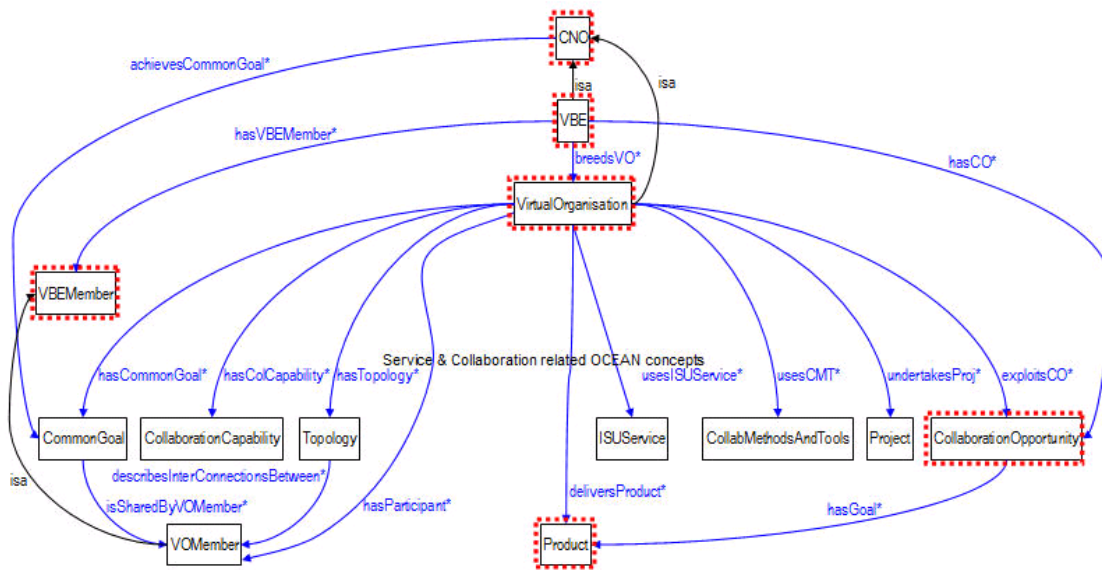 CNO
achievesCommonGoal*
isa
isa
VBE
hasVBEMember*
hasCO*
breedsVO*
VirtualOrganisation
VBEMember
Service & Collaboration related OCEAN concepts
hasCommonGoal*
hasColCapability*
hasTopology*
usesISUService*
usesCMT*
undertakesProj*
exploitsCO*
CommonGoal
CollaborationCapability
Topology
ISUService
CollabMethodsAndTools
Project
CollaborationOpportunity
isa
describesInterConnectionsBetween*
isSharedByVOMember*
hasParticipant*
deliversProduct*
hasGoal*
VOMember
Product